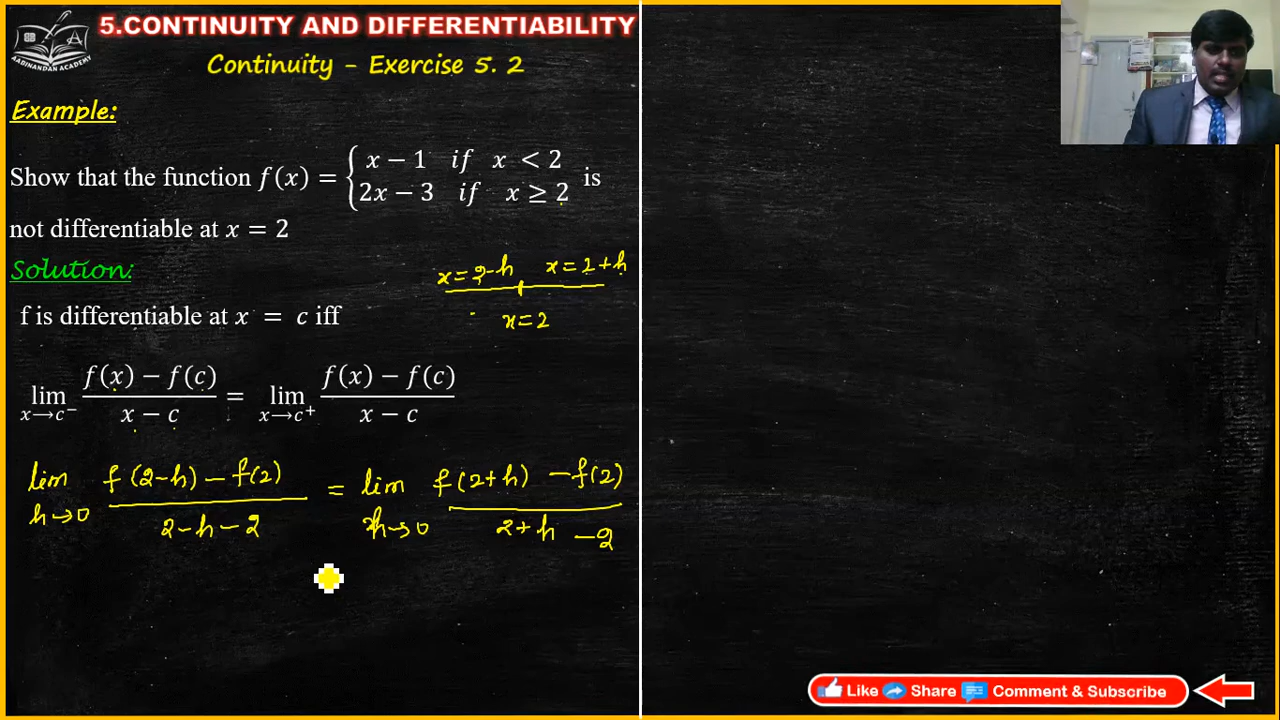 AADINANDAN ACADEMY
5.CONTINUITY AND DIFFERENTIABILITY
Continuity - Exercise 5. 2
Example:
Show that the function f(x) = { x − 1 if x < 2
2x − 3 if x ≥ 2 is
not differentiable at x = 2
Solution:
x=2-h x=2+h
x=2
f is differentiable at x = c iff
lim x→c⁻ (f(x) − f(c))/(x − c) = lim x→c⁺ (f(x) − f(c))/(x − c)
lim h→0 (f(2-h) - f(2))/(2-h-2) = lim h→0 (f(2+h) - f(2))/(2+h-2)
Like Share Comment & Subscribe